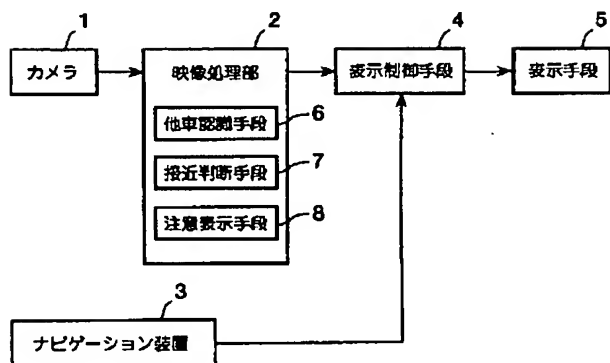 1
カメラ
2
映像処理部
他車認識手段
6
接近判断手段
7
注意表示手段
8
4
表示制御手段
5
表示手段
3
ナビゲーション装置